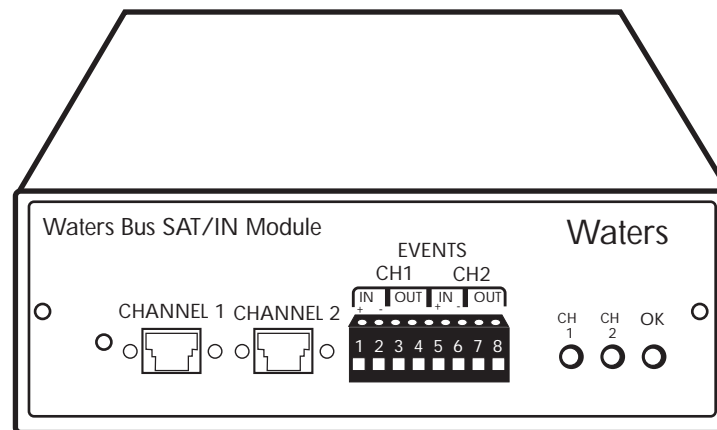 Waters Bus SAT/IN Module
Waters
EVENTS
CH1 CH2
IN OUT IN OUT
+ - + -
CHANNEL 1 CHANNEL 2
1 2 3 4 5 6 7 8
CH 1
CH 2
OK